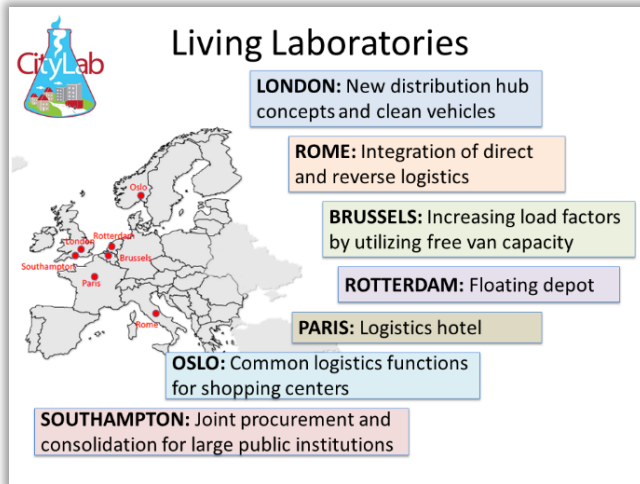 CityLab
Living Laboratories
LONDON: New distribution hub
concepts and clean vehicles
ROME: Integration of direct
and reverse logistics
BRUSSELS: Increasing load factors
by utilizing free van capacity
ROTTERDAM: Floating depot
PARIS: Logistics hotel
OSLO: Common logistics functions
for shopping centers
SOUTHAMPTON: Joint procurement and
consolidation for large public institutions
Oslo
Rotterdam
London
Brussels
Southampton
Paris
Rome